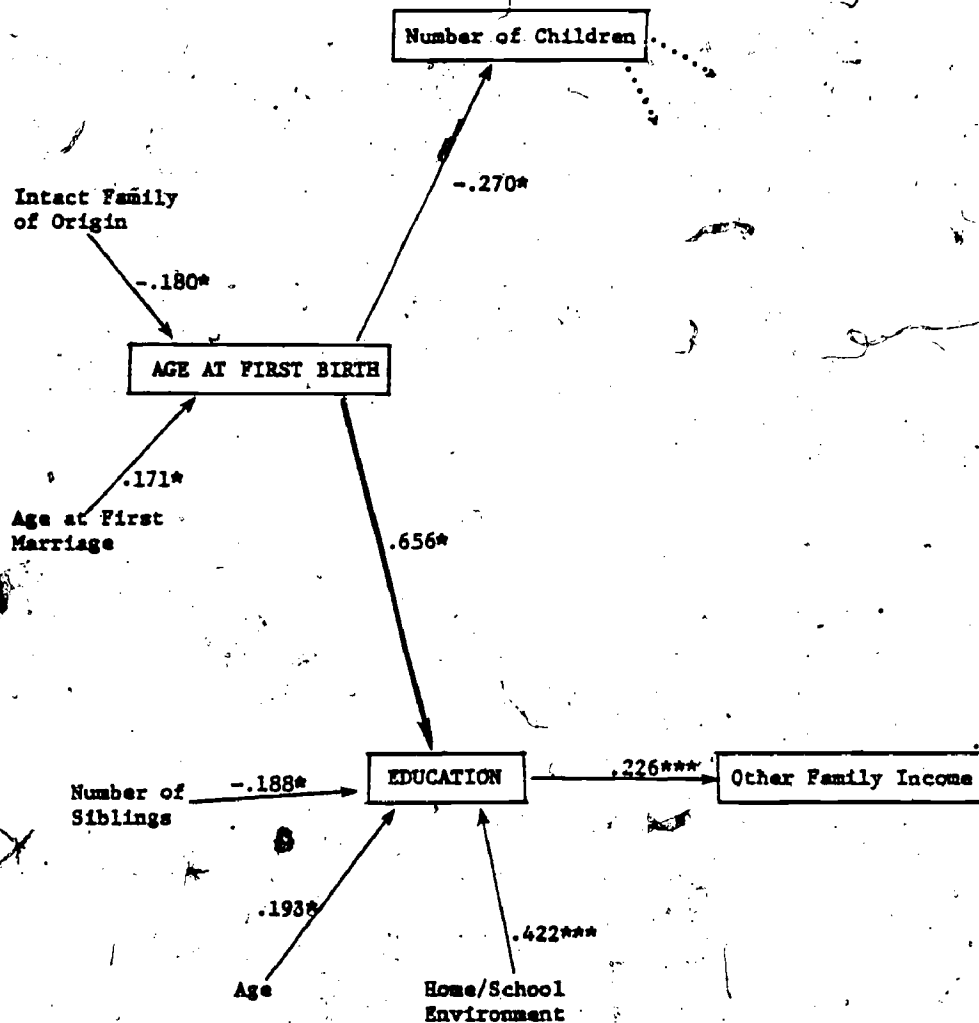 Number of Children
-.270*
Intact Family
of Origin
-.180*
AGE AT FIRST BIRTH
.171*
Age at First
Marriage
.656*
EDUCATION
.226***
Other Family Income
Number of
Siblings
-.188*
.193*
.422***
Age
Home/School
Environment